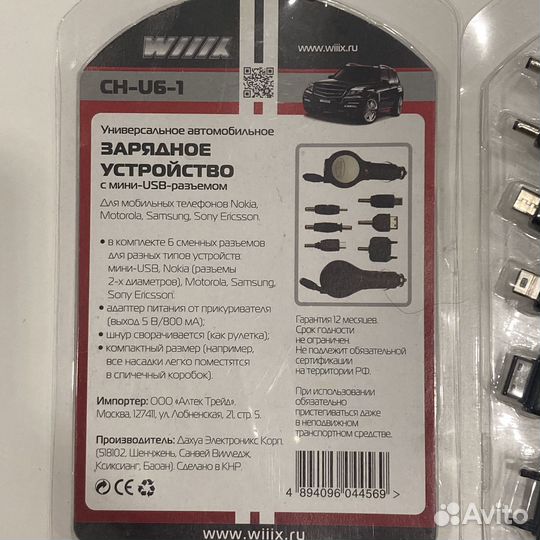 WIIIX
www.wiiix.ru
CH-U6-1
Универсальное автомобильное
ЗАРЯДНОЕ
УСТРОЙСТВО
с мини-USB-разъемом
Для мобильных телефонов Nokia,
Motorola, Samsung, Sony Ericsson.
• в комплекте 6 сменных разъемов
для разных типов устройств:
мини-USB, Nokia (разъемы
2-х диаметров), Motorola, Samsung,
Sony Ericsson;
• адаптер питания от прикуривателя
(выход 5 В/800 мА);
• шнур сворачивается (как рулетка);
• компактный размер (например,
все насадки легко поместятся
в спичечный коробок).
Гарантия 12 месяцев.
Срок годности
не ограничен.
Не подлежит обязательной
сертификации
на территории РФ.
При использовании
обязательно
пристегиваться даже
в неподвижном
транспортном средстве.
Импортер: ООО «Алтек Трейд».
Москва, 127411, ул. Лобненская, 21, стр. 5.
Производитель: Дахуа Электроникс Корп.
(518102, Шенчжень, Санвей Вилледж,
Ксиксианг, Баоан). Сделано в КНР.
4 894096 044569 >
www.wiiix.ru
Avito